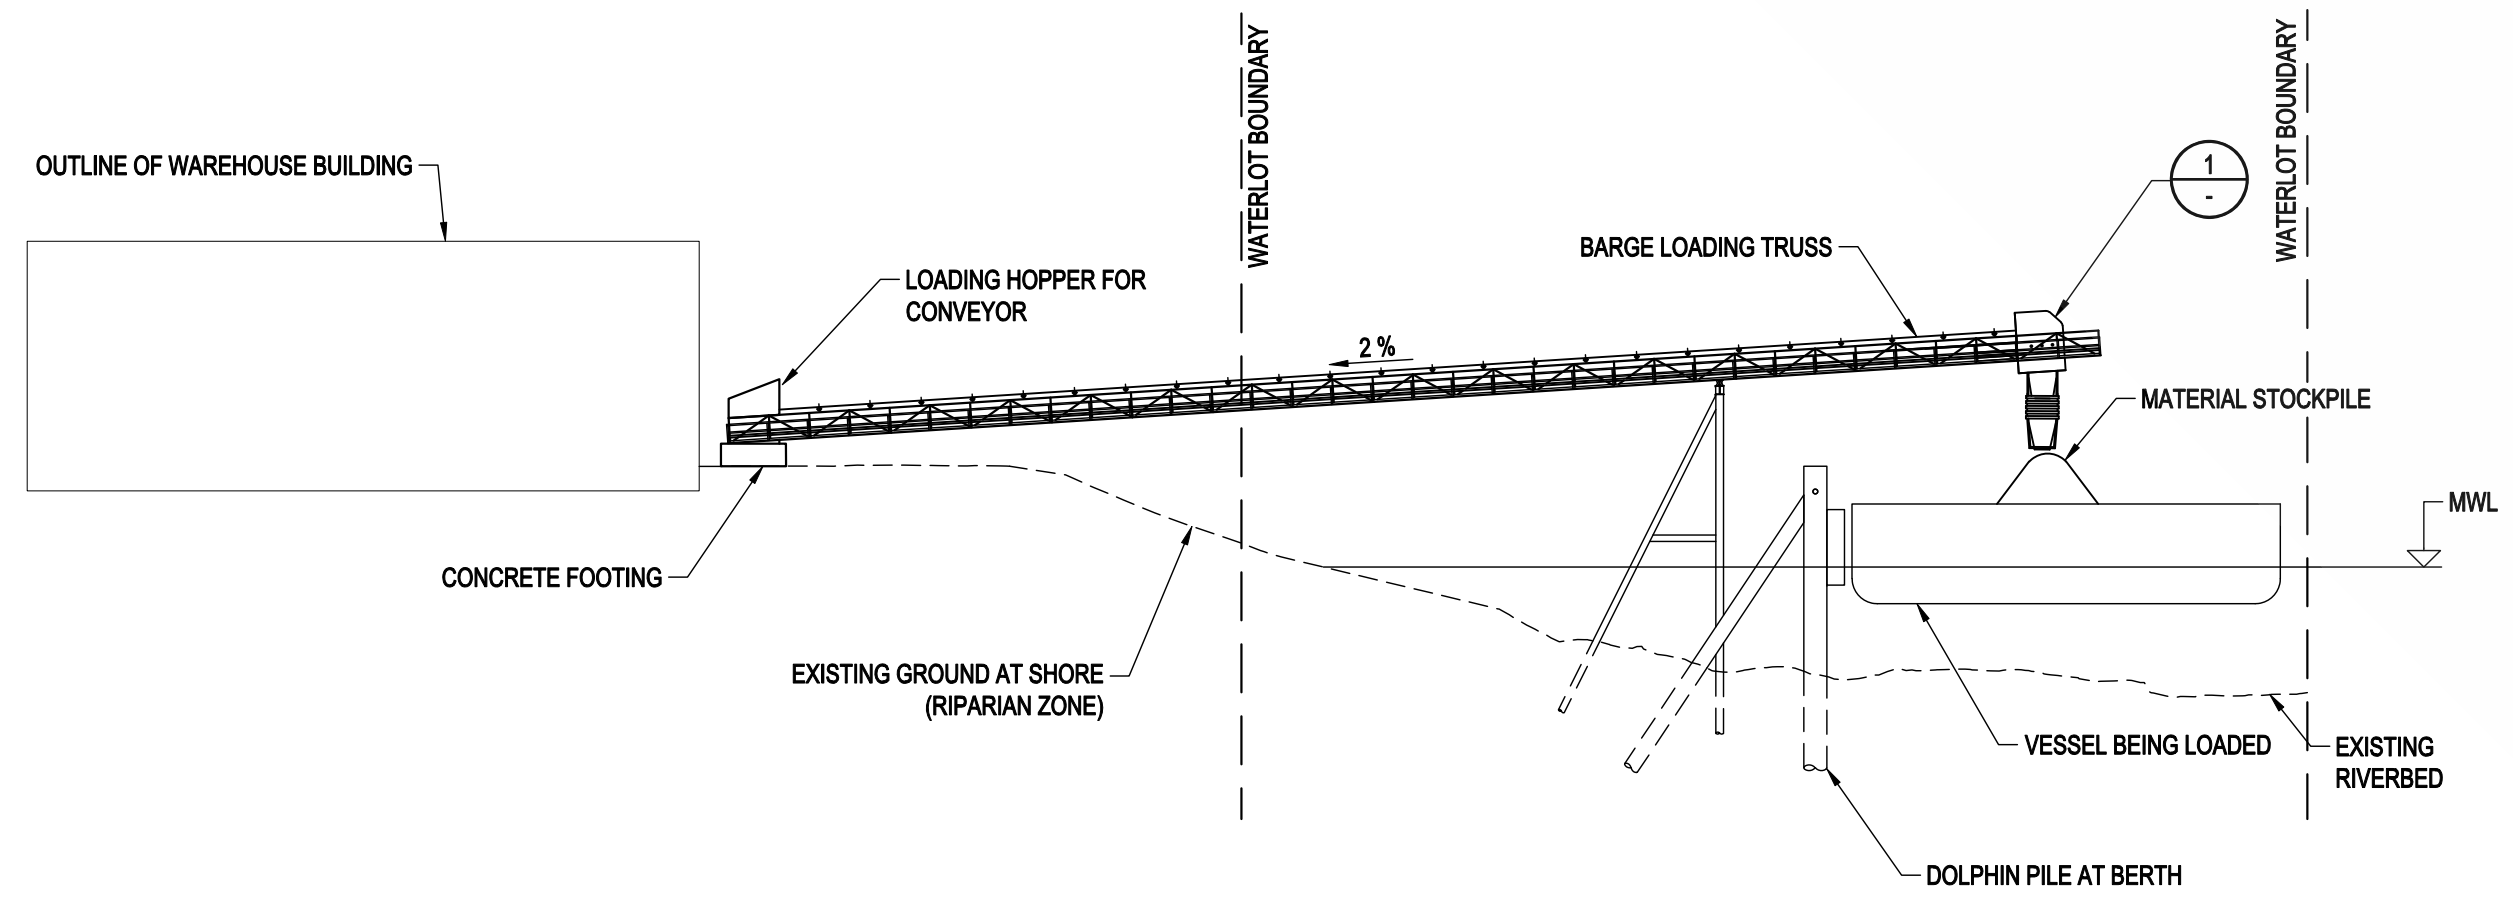 WATERLOT BOUNDARY
WATERLOT BOUNDARY
OUTLINE OF WAREHOUSE BUILDING
1
-
BARGE LOADING TRUSS
LOADING HOPPER FOR
CONVEYOR
2 %
MATERIAL STOCKPILE
MWL
CONCRETE FOOTING
EXISTING GROUND AT SHORE
(RIPARIAN ZONE)
VESSEL BEING LOADED
EXISTING
RIVERBED
DOLPHIN PILE AT BERTH